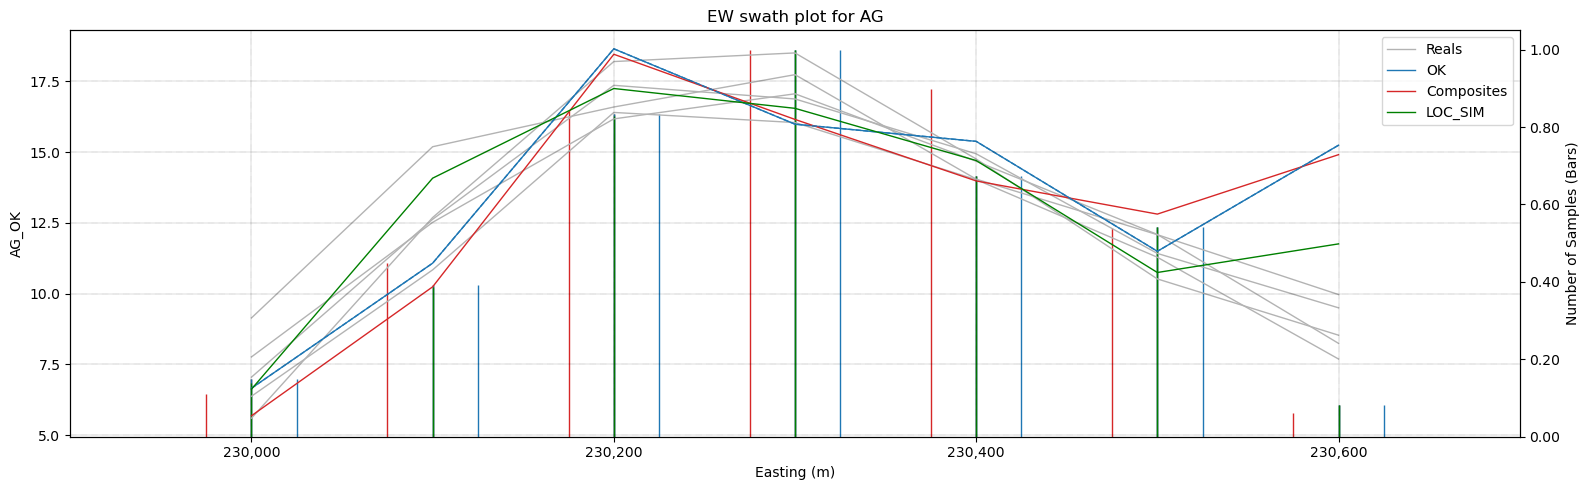 EW swath plot for AG
AG_OK
17.5
15.0
12.5
10.0
7.5
5.0
1.00
0.80
0.60
0.40
0.20
0.00
Number of Samples (Bars)
Reals
OK
Composites
LOC_SIM
230,000
230,200
230,400
230,600
Easting (m)